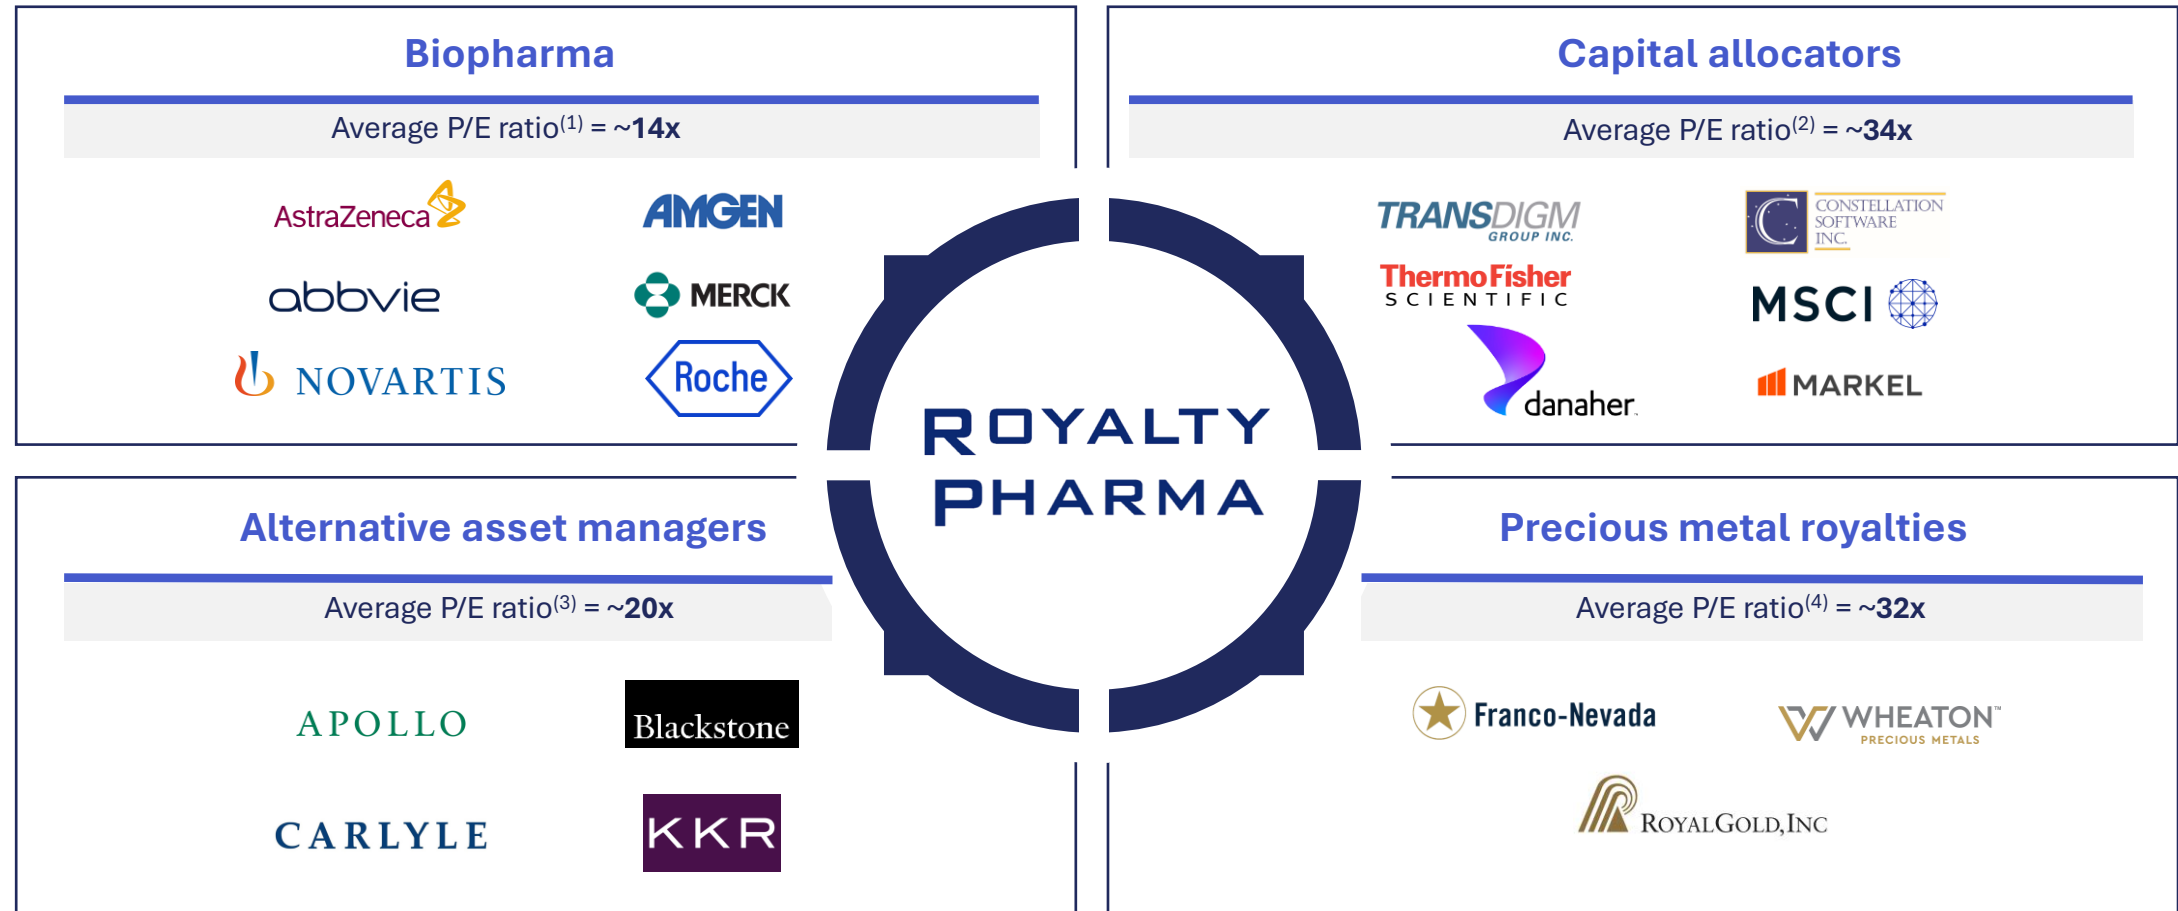 Biopharma
Average P/E ratio(1) = ~14x
AstraZeneca
AMGEN
abbvie
MERCK
NOVARTIS
Roche
Capital allocators
Average P/E ratio(2) = ~34x
TRANSDIGM
GROUP INC.
CONSTELLATION
SOFTWARE
INC.
C
ThermoFisher
SCIENTIFIC
MSCI
danaher.
MARKEL
ROYALTY
PHARMA
Alternative asset managers
Average P/E ratio(3) = ~20x
APOLLO
Blackstone
CARLYLE
KKR
Precious metal royalties
Average P/E ratio(4) = ~32x
Franco-Nevada
WHEATON™
PRECIOUS METALS
ROYALGOLD,INC